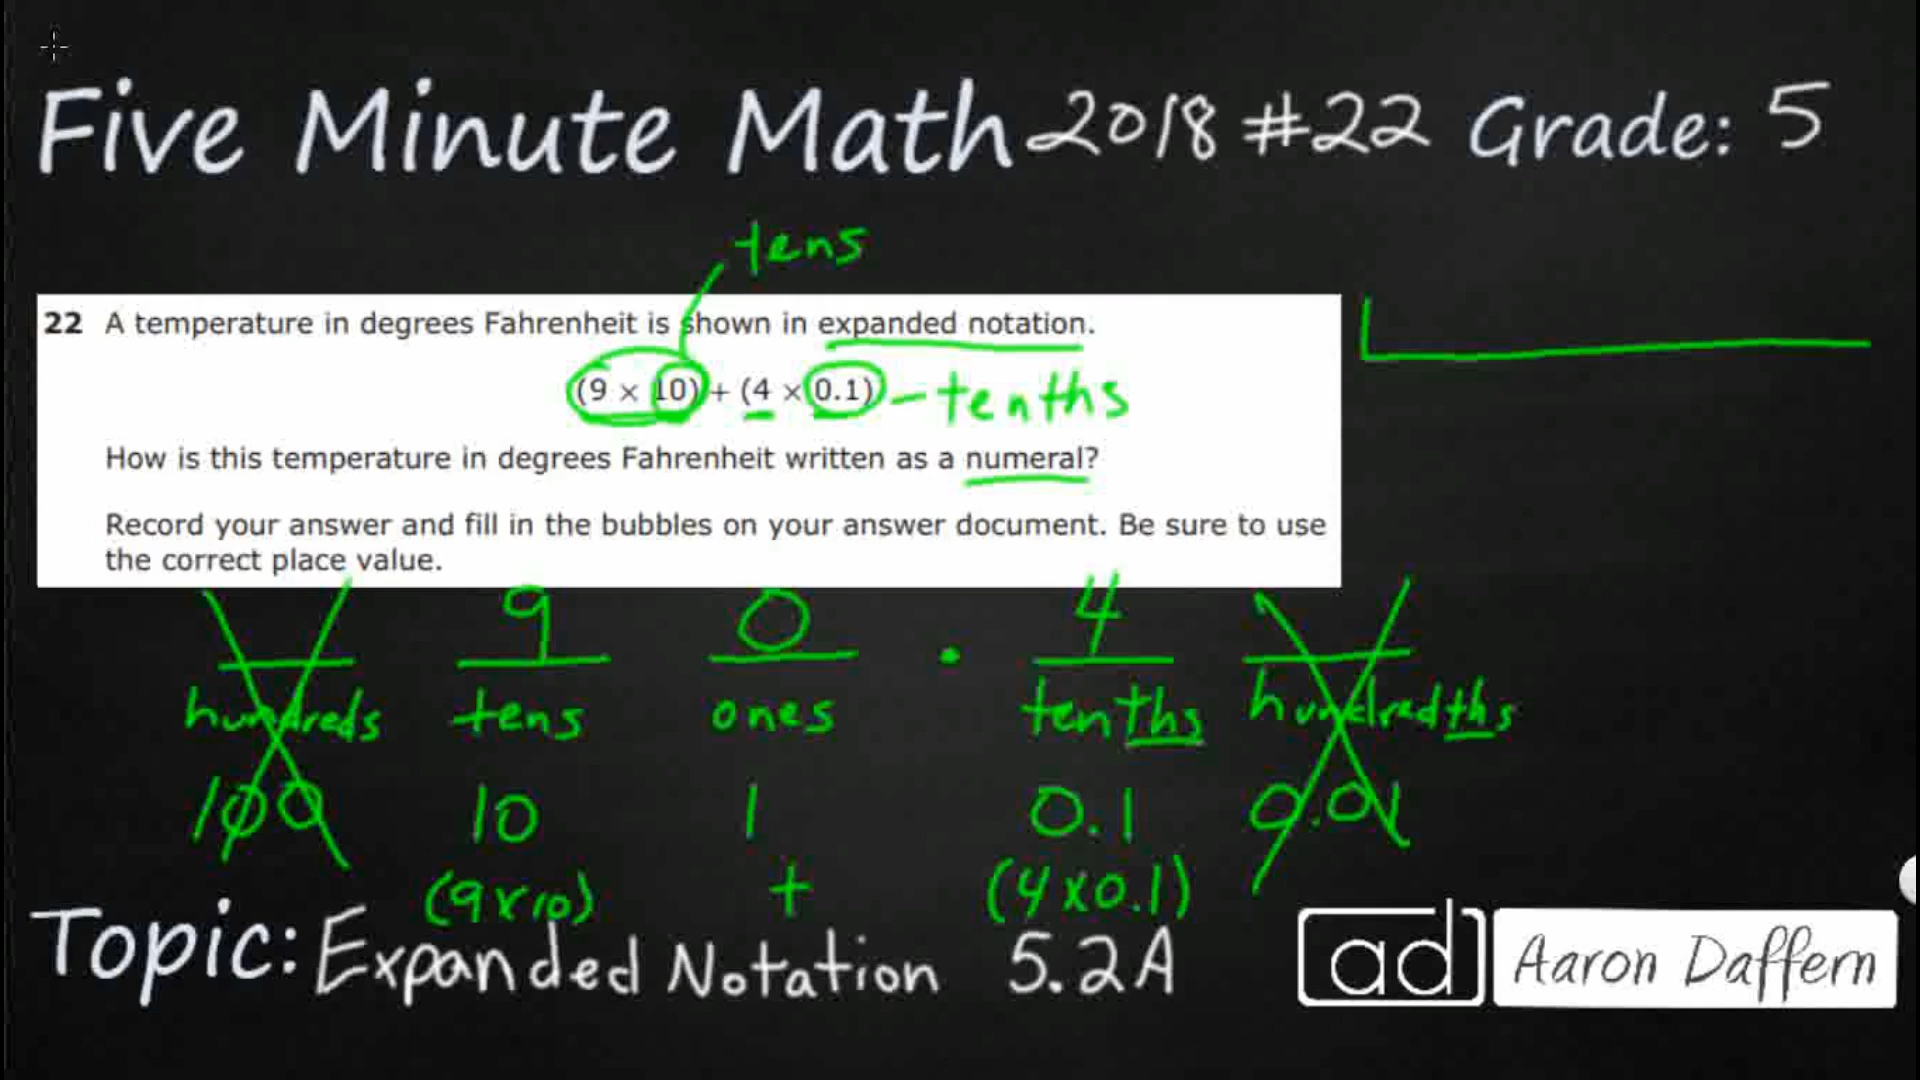 Five Minute Math 2018 #22 Grade: 5
tens
22 A temperature in degrees Fahrenheit is shown in expanded notation.
(9 × 10) + (4 × 0.1) - tenths
How is this temperature in degrees Fahrenheit written as a numeral?
Record your answer and fill in the bubbles on your answer document. Be sure to use
the correct place value.
9 0 . 4
hundreds tens ones tenths hundredths
100 10 1 0.1 0.01
(9x10) + (4x0.1)
Topic: Expanded Notation 5.2A
ad Aaron Daffern